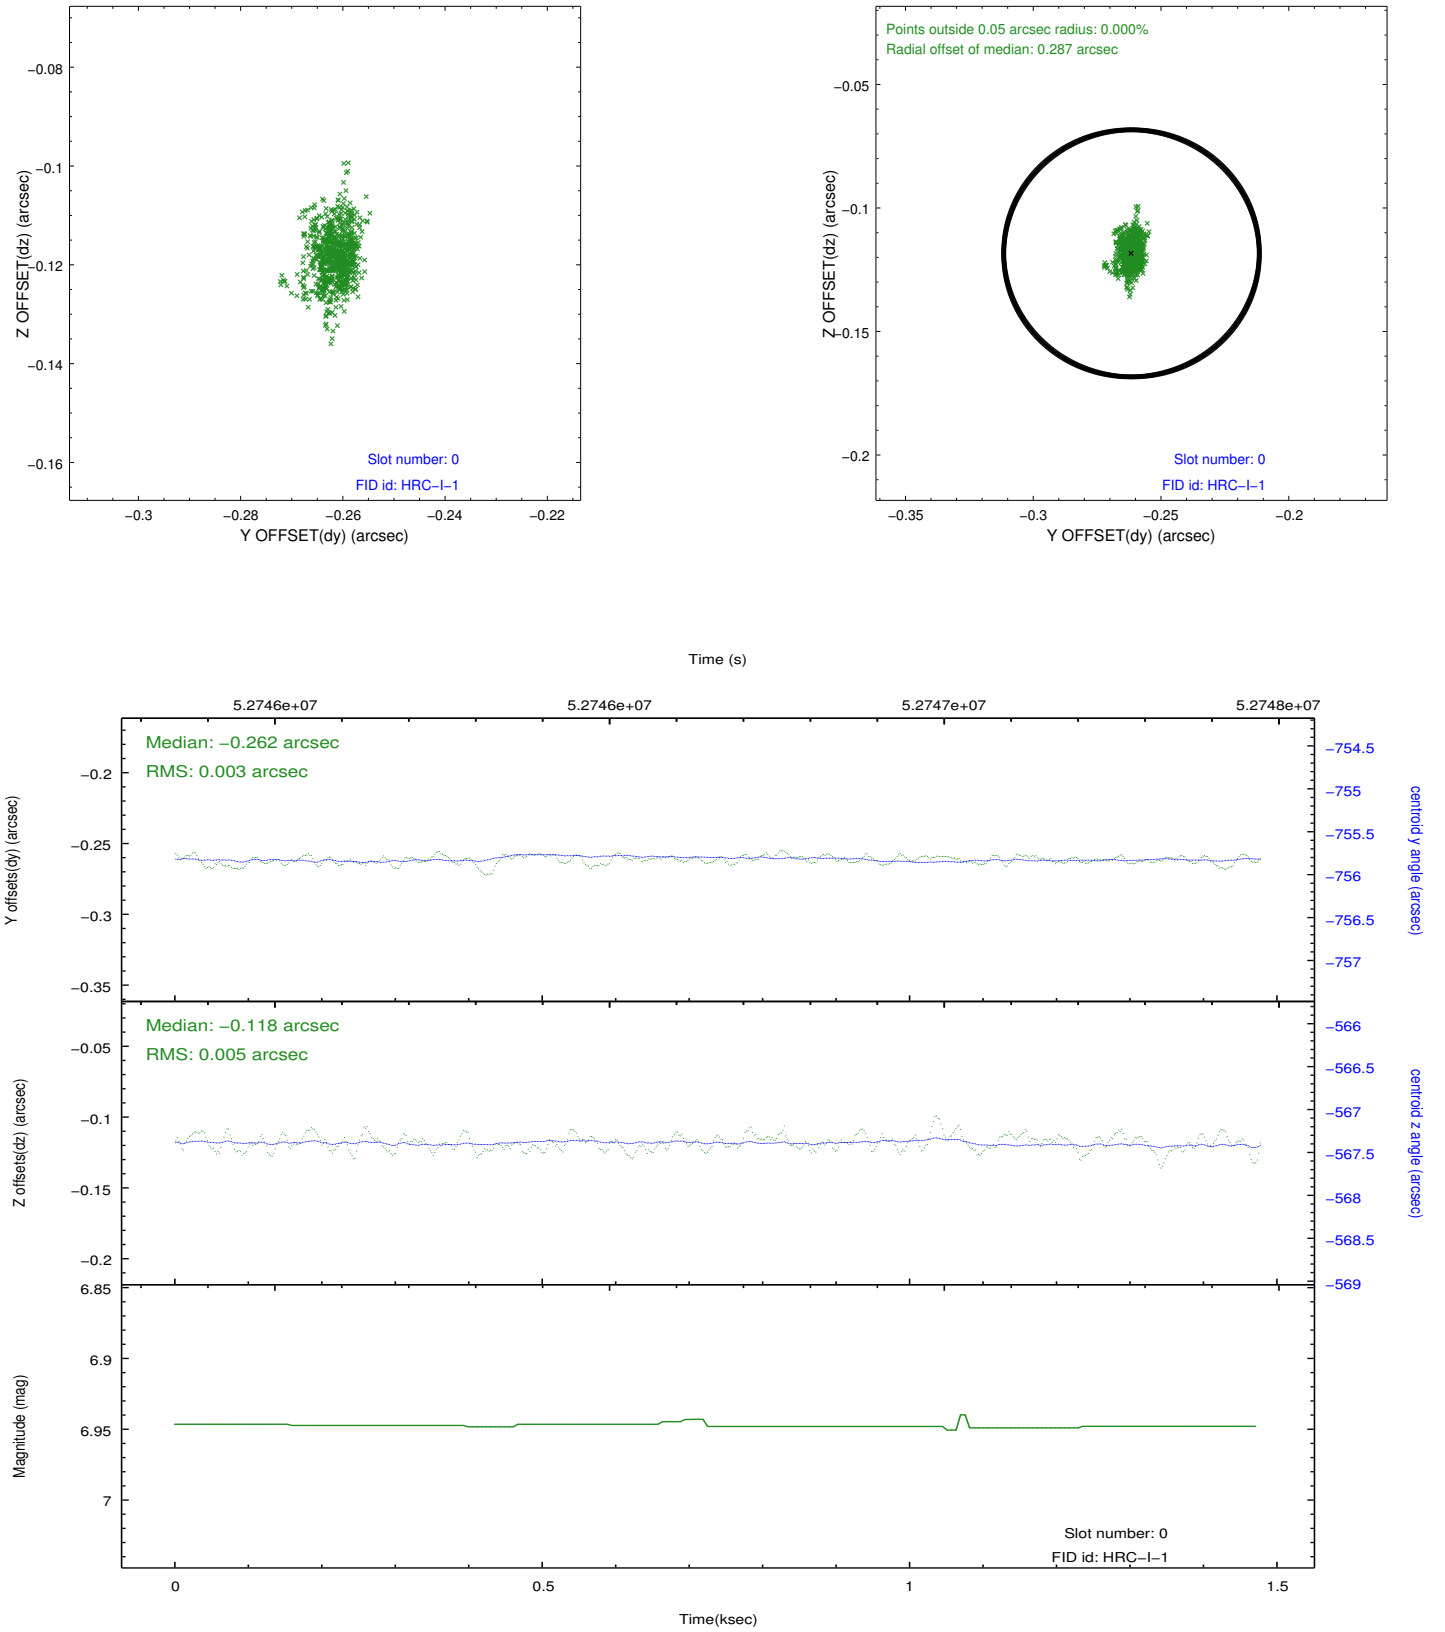 −0.08
−0.1
−0.12
−0.14
−0.16
Z OFFSET(dz) (arcsec)
Slot number: 0
FID id: HRC−I−1
−0.3
−0.28
−0.26
−0.24
−0.22
Y OFFSET(dy) (arcsec)
Points outside 0.05 arcsec radius: 0.000%
Radial offset of median: 0.287 arcsec
−0.05
−0.1
−0.15
−0.2
Z OFFSET(dz) (arcsec)
Slot number: 0
FID id: HRC−I−1
−0.35
−0.3
−0.25
−0.2
Y OFFSET(dy) (arcsec)
Time (s)
5.2746e+07
5.2746e+07
5.2747e+07
5.2748e+07
Median: −0.262 arcsec
RMS: 0.003 arcsec
−0.2
−0.25
−0.3
−0.35
Y offsets(dy) (arcsec)
−754.5
−755
−755.5
−756
−756.5
−757
centroid y angle (arcsec)
Median: −0.118 arcsec
RMS: 0.005 arcsec
−0.05
−0.1
−0.15
−0.2
Z offsets(dz) (arcsec)
−566
−566.5
−567
−567.5
−568
−568.5
−569
centroid z angle (arcsec)
6.85
6.9
6.95
7
Magnitude (mag)
Slot number: 0
FID id: HRC−I−1
0
0.5
1
1.5
Time(ksec)